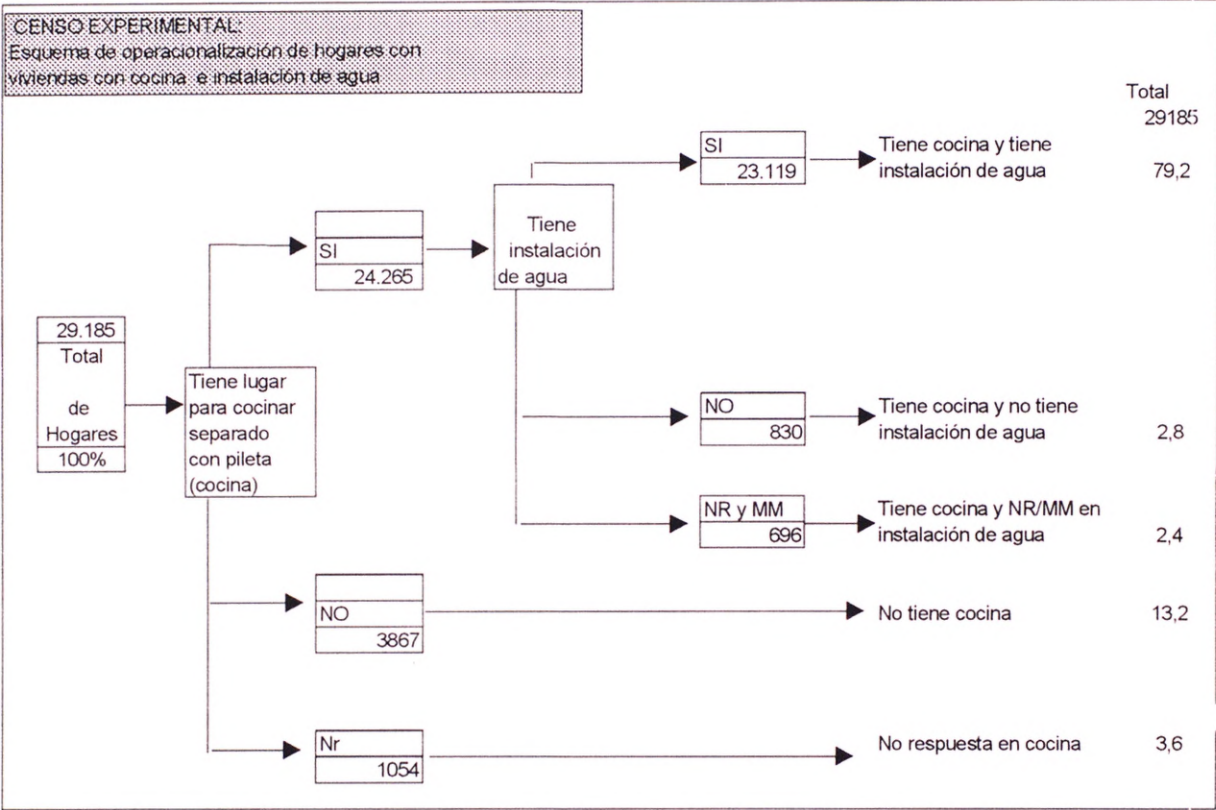 CENSO EXPERIMENTAL:
Esquema de operacionalización de hogares con
viviendas con cocina e instalación de agua
Total
29185
SI
23.119
Tiene cocina y tiene
instalación de agua
79,2
Tiene
instalación
de agua
SI
24.265
29.185
Total
de
Hogares
100%
Tiene lugar
para cocinar
separado
con pileta
(cocina)
NO
830
Tiene cocina y no tiene
instalación de agua
2,8
NR y MM
696
Tiene cocina y NR/MM en
instalación de agua
2,4
NO
3867
No tiene cocina
13,2
Nr
1054
No respuesta en cocina
3,6